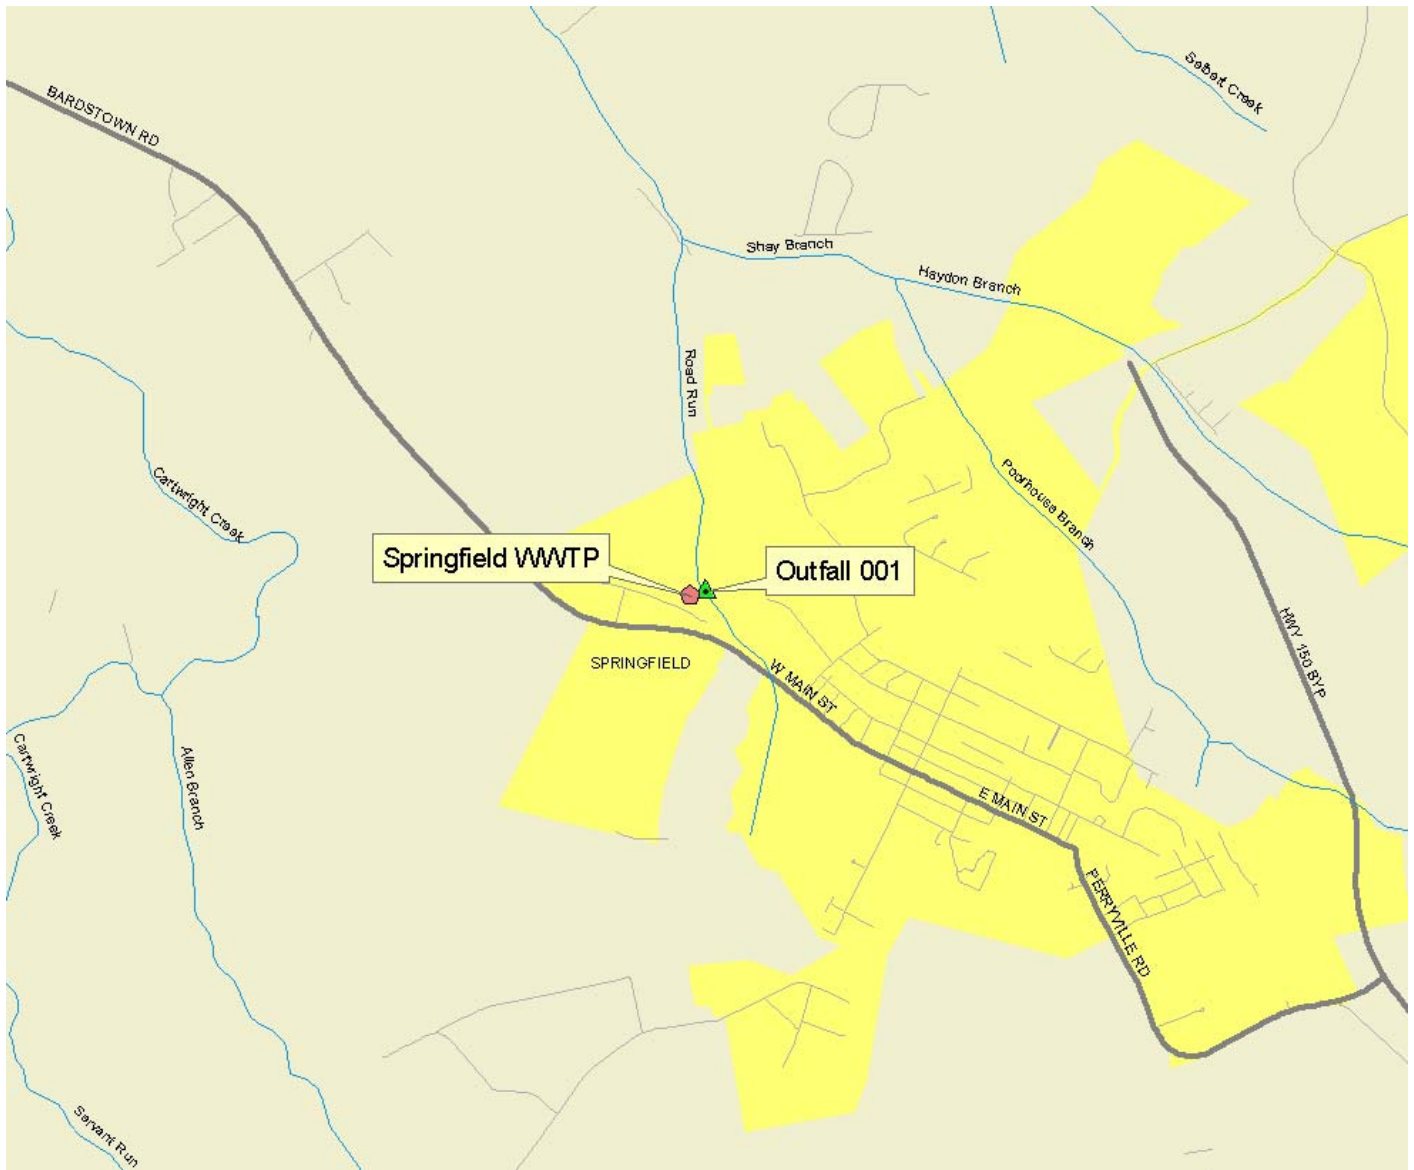 BARDSTOWN RD
Seibert Creek
Shay Branch
Haydon Branch
Road Run
Cartwright Creek
Poorhouse Branch
Springfield WWTP
Outfall 001
HWY 150 BYP
SPRINGFIELD
W MAIN ST
Cartwright Creek
Allen Branch
E MAIN ST
PERRYVILLE RD
Servant Run